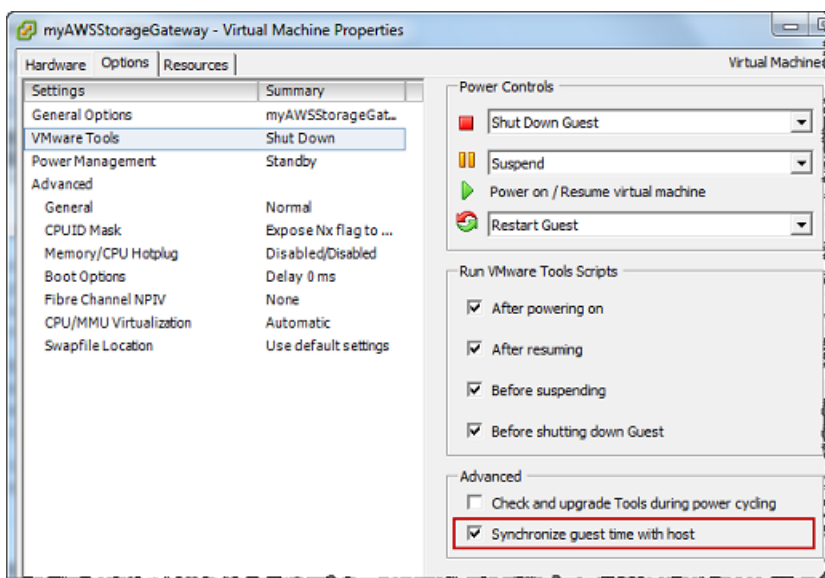 myAWSStorageGateway - Virtual Machine Properties
Hardware Options Resources
Virtual Machine
Settings Summary
General Options myAWSStorageGat...
VMware Tools Shut Down
Power Management Standby
Advanced
General Normal
CPUID Mask Expose Nx flag to ...
Memory/CPU Hotplug Disabled/Disabled
Boot Options Delay 0 ms
Fibre Channel NPIV None
CPU/MMU Virtualization Automatic
Swapfile Location Use default settings
Power Controls
Shut Down Guest
Suspend
Power on / Resume virtual machine
Restart Guest
Run VMware Tools Scripts
After powering on
After resuming
Before suspending
Before shutting down Guest
Advanced
Check and upgrade Tools during power cycling
Synchronize guest time with host